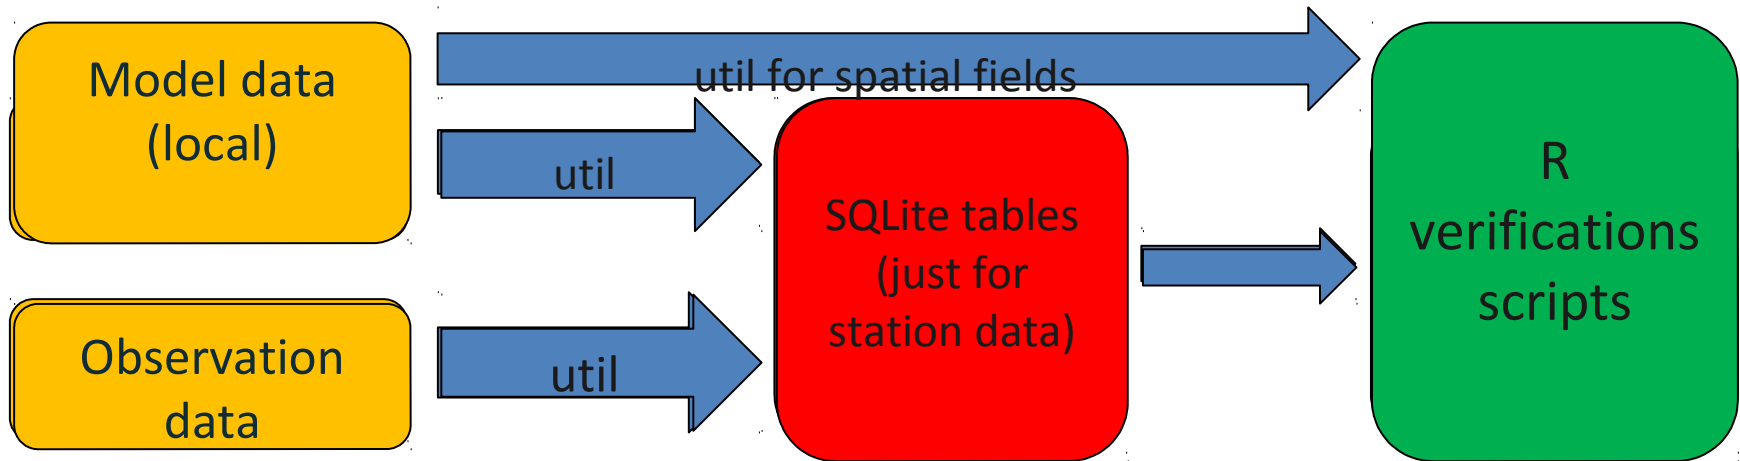 Model data
(local)
util for spatial fields
util
Observation
data
util
SQLite tables
(just for
station data)
R
verifications
scripts